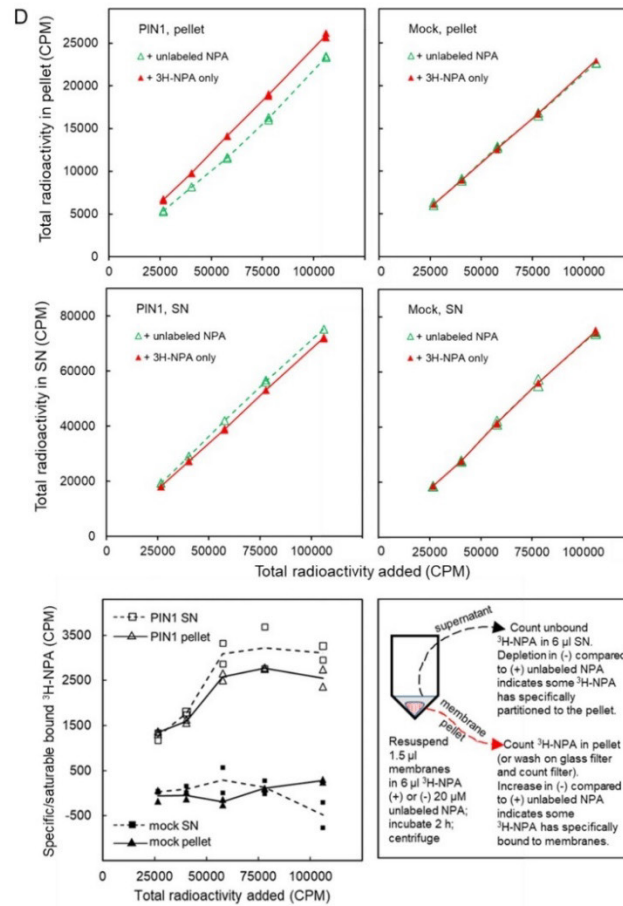 D
PIN1, pellet
+ unlabeled NPA
+ 3H-NPA only
Total radioactivity in pellet (CPM)
25000
20000
15000
10000
5000
0
0
25000
50000
75000
100000
Mock, pellet
+ unlabeled NPA
+ 3H-NPA only
0
25000
50000
75000
100000
PIN1, SN
+ unlabeled NPA
+ 3H-NPA only
Total radioactivity in SN (CPM)
80000
60000
40000
20000
0
0
25000
50000
75000
100000
Mock, SN
+ unlabeled NPA
+ 3H-NPA only
0
25000
50000
75000
100000
Total radioactivity added (CPM)
PIN1 SN
PIN1 pellet
Specific/saturable bound ³H-NPA (CPM)
3500
2500
1500
500
-500
mock SN
mock pellet
0
25000
50000
75000
100000
Total radioactivity added (CPM)
supernatant
Count unbound
³H-NPA in 6 µl SN.
Depletion in (-) compared
to (+) unlabeled NPA
indicates some ³H-NPA
has specifically
partitioned to the pellet.
membrane
pellet
Resuspend
1.5 µl
membranes
in 6 µl ³H-NPA
(+) or (-) 20 µM
unlabeled NPA;
incubate 2 h;
centrifuge
Count ³H-NPA in pellet
(or wash on glass filter
and count filter).
Increase in (-) compared
to (+) unlabeled NPA
indicates some
³H-NPA has specifically
bound to membranes.